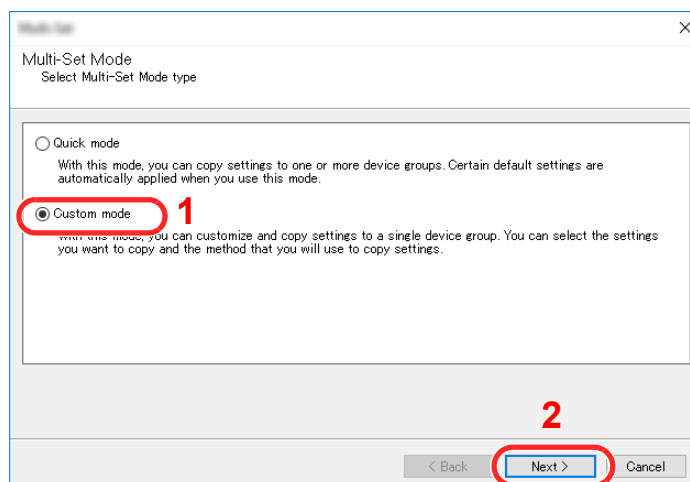 Multi-Set
Multi-Set Mode
Select Multi-Set Mode type
Quick mode
With this mode, you can copy settings to one or more device groups. Certain default settings are
automatically applied when you use this mode.
Custom mode
1
With this mode, you can customize and copy settings to a single device group. You can select the settings
you want to copy and the method that you will use to copy settings.
2
< Back
Next >
Cancel